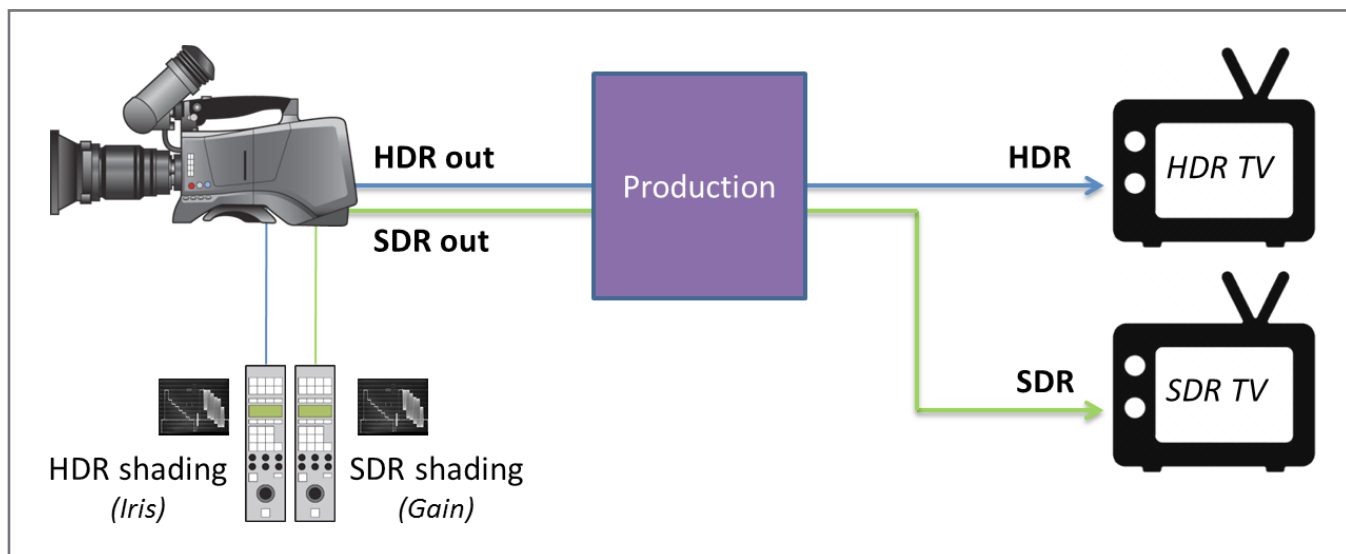 HDR out
SDR out
Production
HDR
HDR TV
SDR
SDR TV
HDR shading
(Iris)
SDR shading
(Gain)